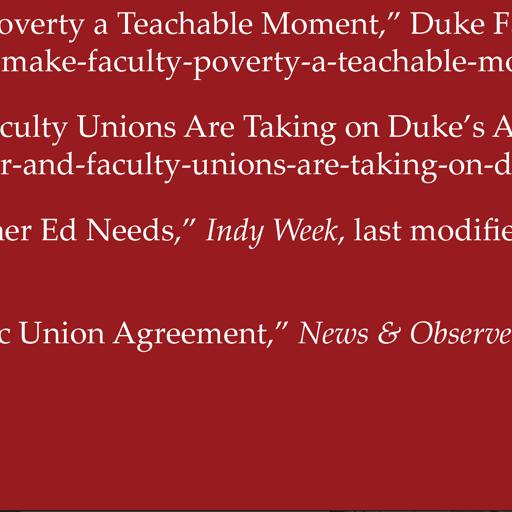 overty a Teachable Moment,” Duke F
make-faculty-poverty-a-teachable-mo
culty Unions Are Taking on Duke’s A
r-and-faculty-unions-are-taking-on-d
her Ed Needs,” Indy Week, last modifie
c Union Agreement,” News & Observe